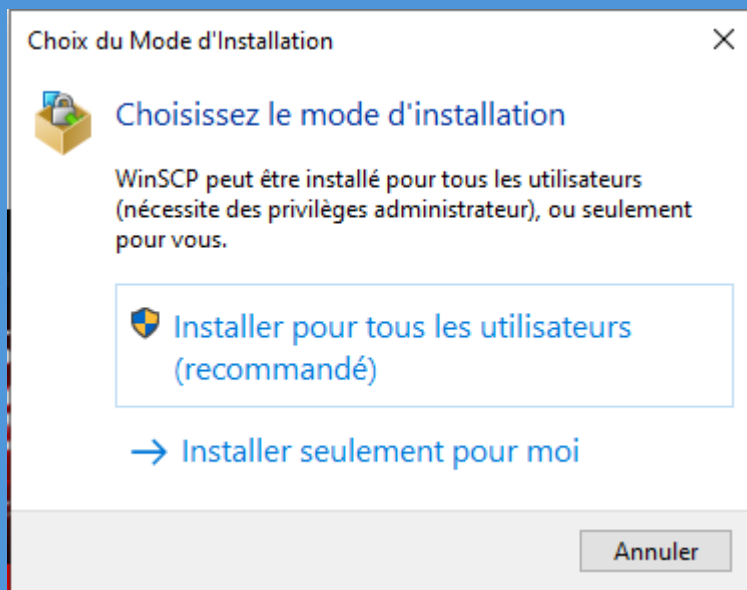 Choix du Mode d'Installation
Choisissez le mode d'installation
WinSCP peut être installé pour tous les utilisateurs
(nécessite des privilèges administrateur), ou seulement
pour vous.
Installer pour tous les utilisateurs
(recommandé)
Installer seulement pour moi
Annuler